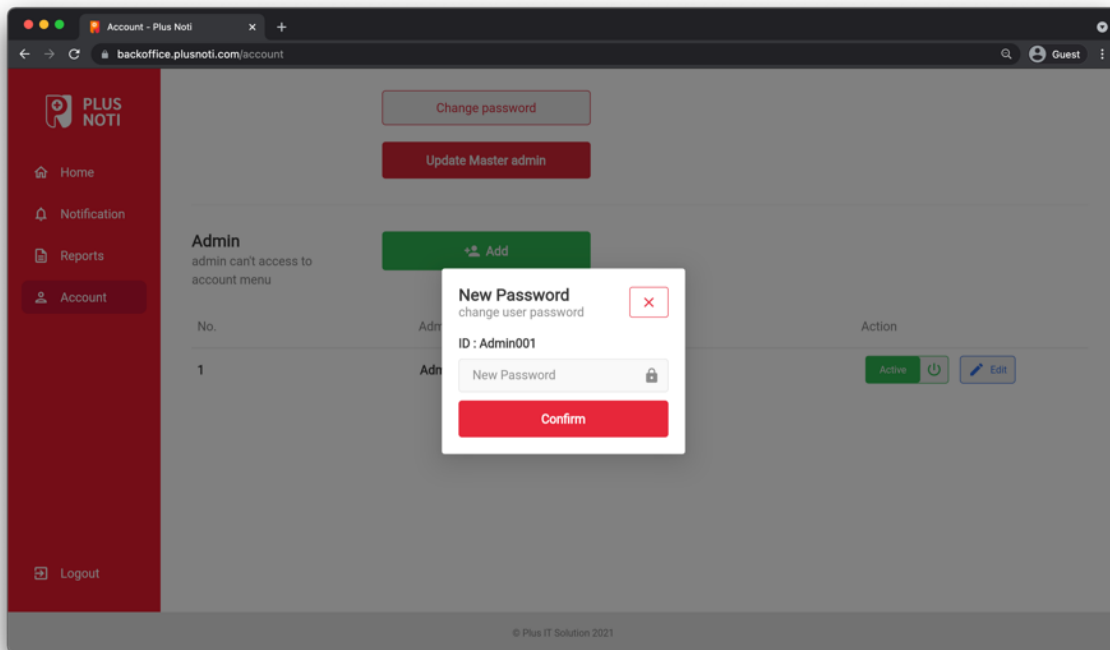 Account - Plus Noti
backoffice.plusnoti.com/account
Guest
PLUS
NOTI
Home
Notification
Reports
Account
Logout
Change password
Update Master admin
Admin
admin can't access to
account menu
Add
No.
Adm
Action
1
Adn
Active
Edit
New Password
change user password
ID : Admin001
New Password
Confirm
© Plus IT Solution 2021